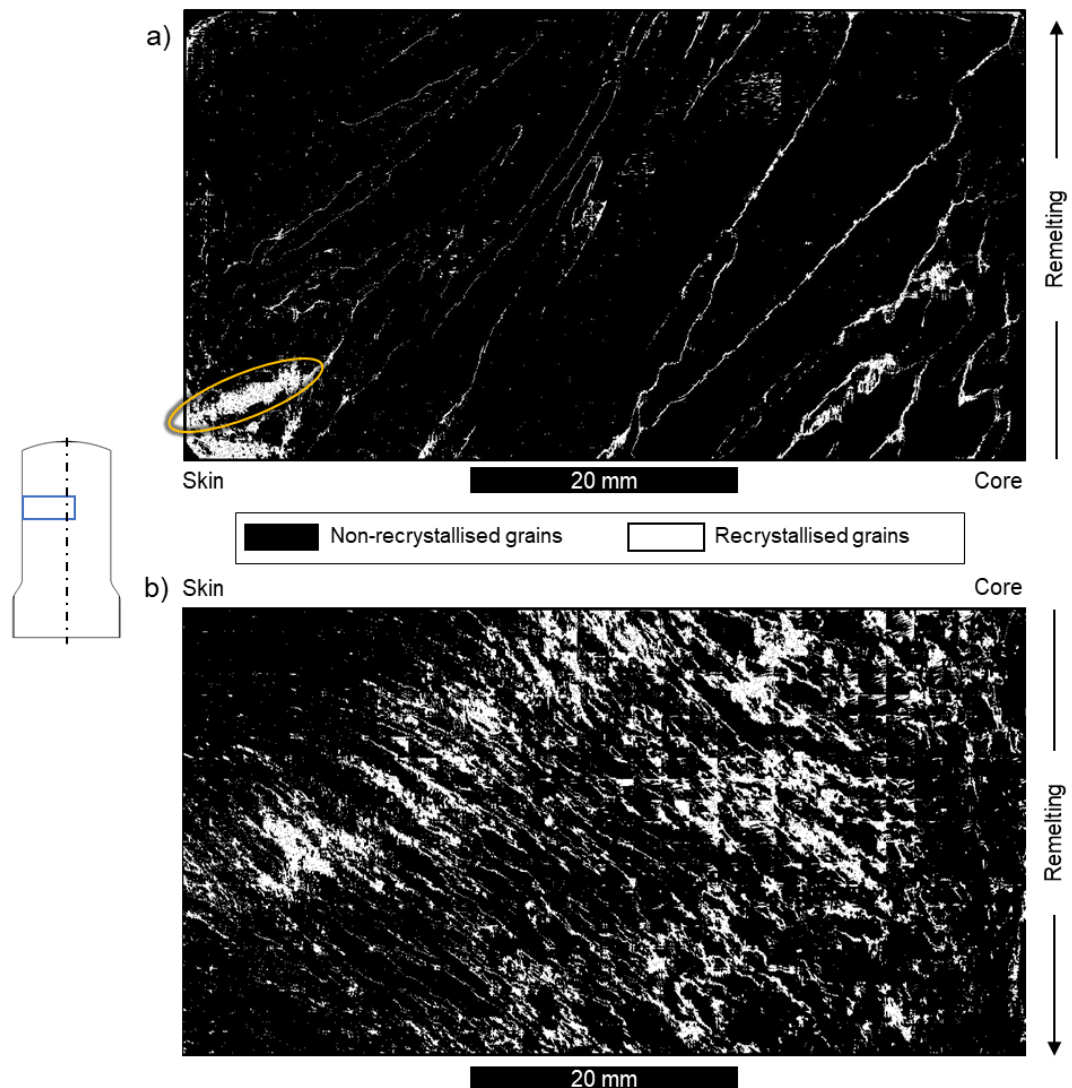 a)
Remelting
Skin
20 mm
Core
Non-recrystallised grains
Recrystallised grains
b)
Skin
Core
Remelting
20 mm